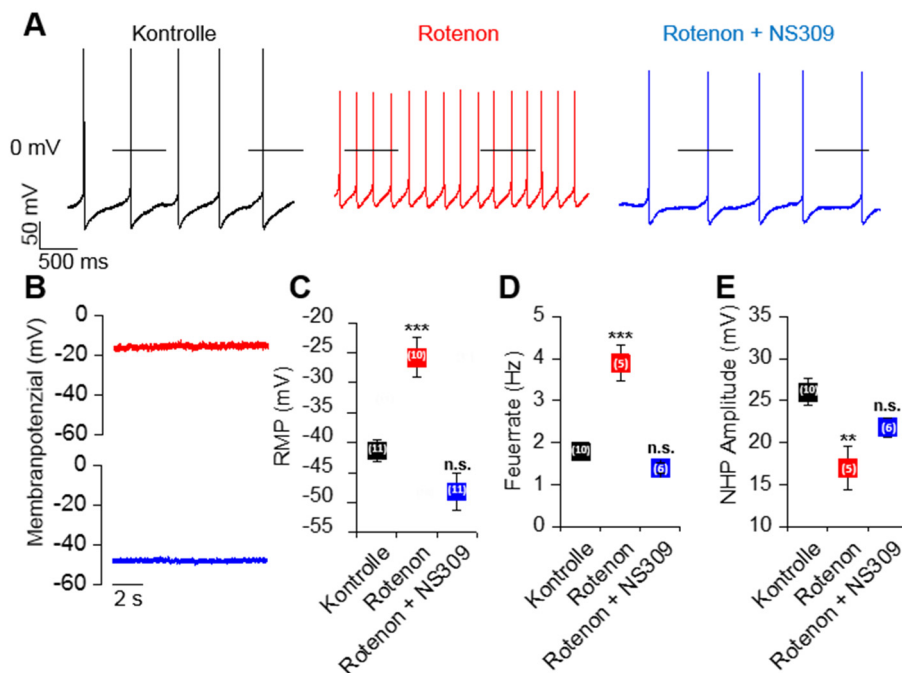 A
Kontrolle
Rotenon
Rotenon + NS309
0 mV
50 mV
500 ms
B
Membranpotenzial (mV)
0
-20
-40
-60
0
-20
-40
-60
2 s
C
RMP (mV)
-20
-25
-30
-35
-40
-45
-50
-55
***
(10)
(11)
n.s.
(11)
Kontrolle
Rotenon
Rotenon + NS309
D
Feuerrate (Hz)
5
4
3
2
1
0
***
(5)
(10)
n.s.
(6)
Kontrolle
Rotenon
Rotenon + NS309
E
NHP Amplitude (mV)
35
30
25
20
15
10
(10)
n.s.
(6)
**
(5)
Kontrolle
Rotenon
Rotenon + NS309